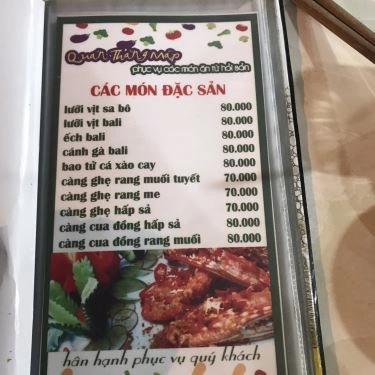 Quán Thắng Mập
phục vụ các món ăn từ hải sản
CÁC MÓN ĐẶC SẢN
lưỡi vịt sa bô 80.000
lưỡi vịt bali 80.000
ếch bali 80.000
cánh gà bali 80.000
bao tử cá xào cay 80.000
càng ghẹ rang muối tuyết 70.000
càng ghẹ rang me 70.000
càng ghẹ hấp sả 70.000
càng cua đồng hấp sả 80.000
càng cua đồng rang muối 80.000
hân hạnh phục vụ quý khách